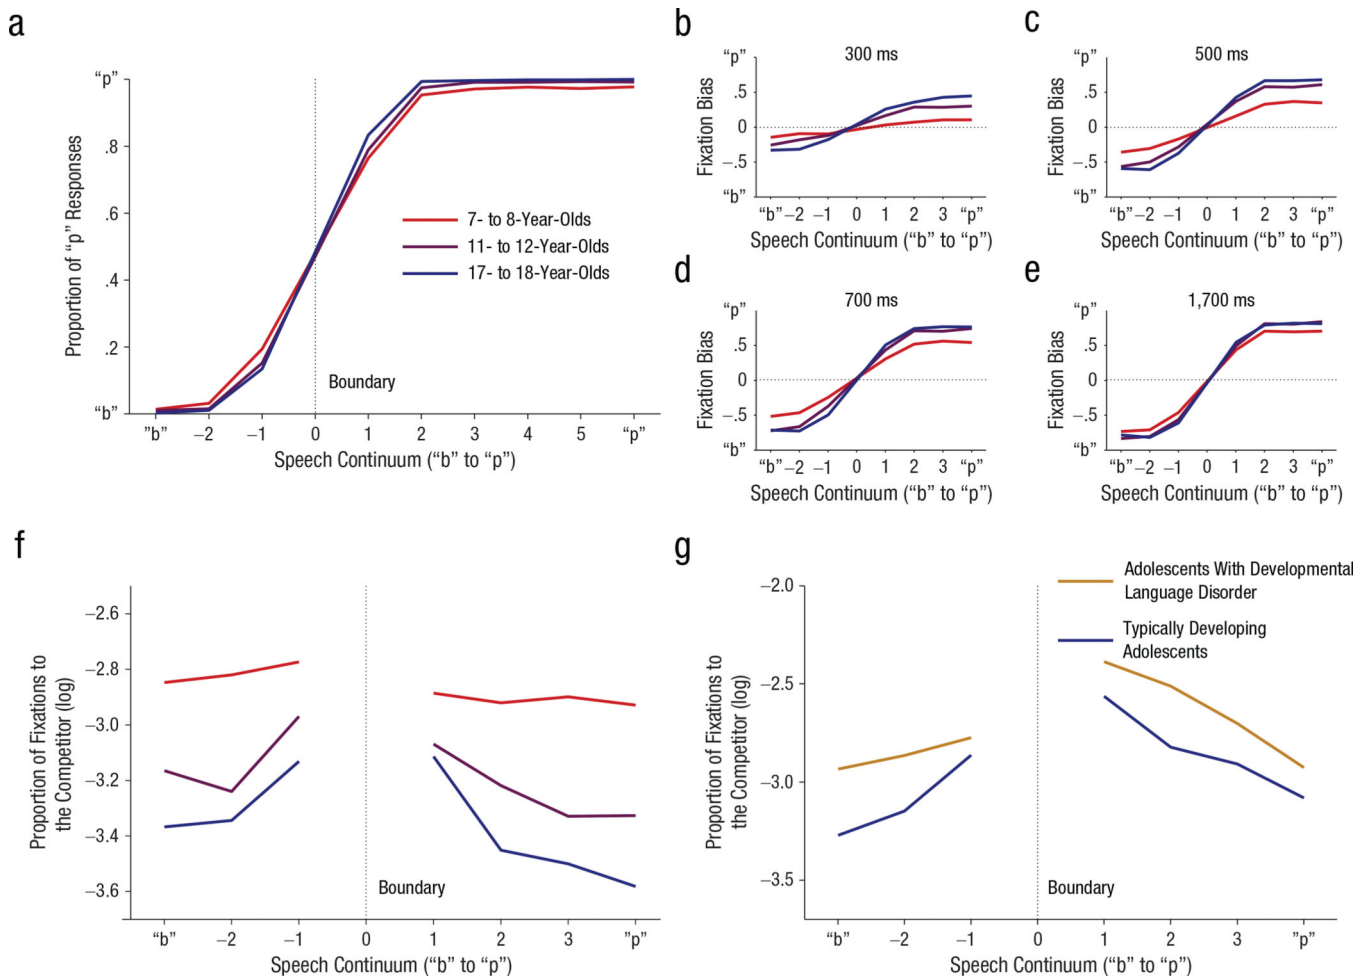 a
Proportion of “p” Responses
“p”
.8
.6
.4
.2
“b”
7- to 8-Year-Olds
11- to 12-Year-Olds
17- to 18-Year-Olds
Boundary
”b” −2 −1 0 1 2 3 4 5 “p”
Speech Continuum (“b” to “p”)
b
300 ms
Fixation Bias
“p”
.5
0
−.5
“b”
“b” −2 −1 0 1 2 3 “p”
Speech Continuum (“b” to “p”)
c
500 ms
Fixation Bias
“p”
.5
0
−.5
“b”
“b” −2 −1 0 1 2 3 “p”
Speech Continuum (“b” to “p”)
d
700 ms
Fixation Bias
“p”
.5
0
−.5
“b”
“b” −2 −1 0 1 2 3 “p”
Speech Continuum (“b” to “p”)
e
1,700 ms
Fixation Bias
“p”
.5
0
−.5
“b”
“b” −2 −1 0 1 2 3 “p”
Speech Continuum (“b” to “p”)
f
Proportion of Fixations to
the Competitor (log)
−2.6
−2.8
−3.0
−3.2
−3.4
−3.6
Boundary
“b” −2 −1 0 1 2 3 ”p”
Speech Continuum (“b” to “p”)
g
Proportion of Fixations to
the Competitor (log)
−2.0
−2.5
−3.0
−3.5
Adolescents With Developmental
Language Disorder
Typically Developing
Adolescents
Boundary
“b” −2 −1 0 1 2 3 ”p”
Speech Continuum (“b” to “p”)